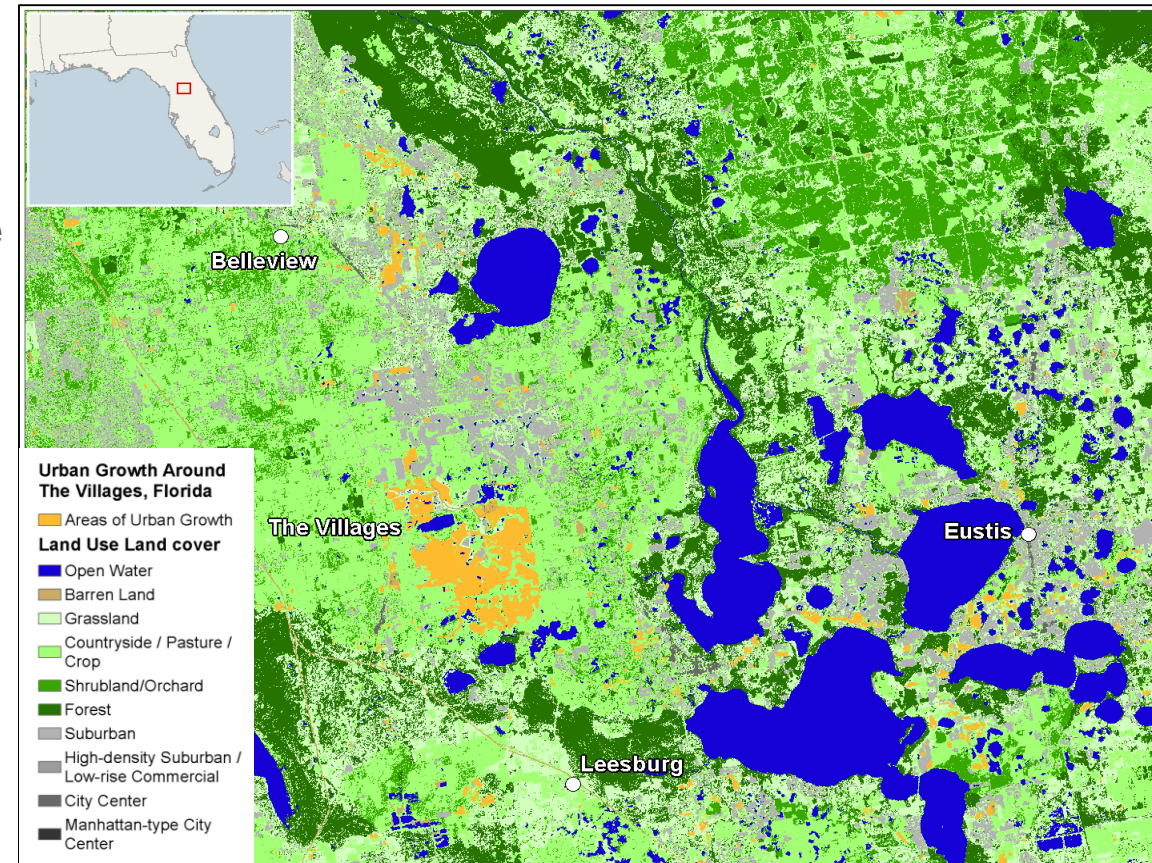 Belleview
The Villages
Eustis
Leesburg
Urban Growth Around
The Villages, Florida
Areas of Urban Growth
Land Use Land cover
Open Water
Barren Land
Grassland
Countryside / Pasture /
Crop
Shrubland/Orchard
Forest
Suburban
High-density Suburban /
Low-rise Commercial
City Center
Manhattan-type City
Center